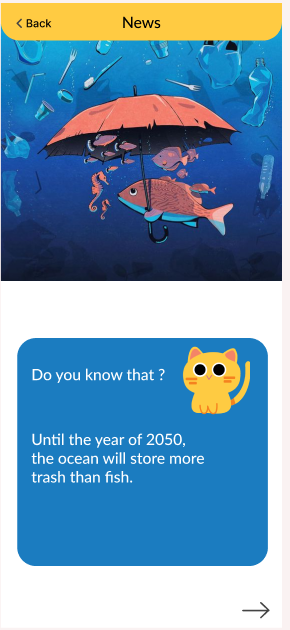 Back
News
Do you know that ?
Until the year of 2050,
the ocean will store more
trash than fish.